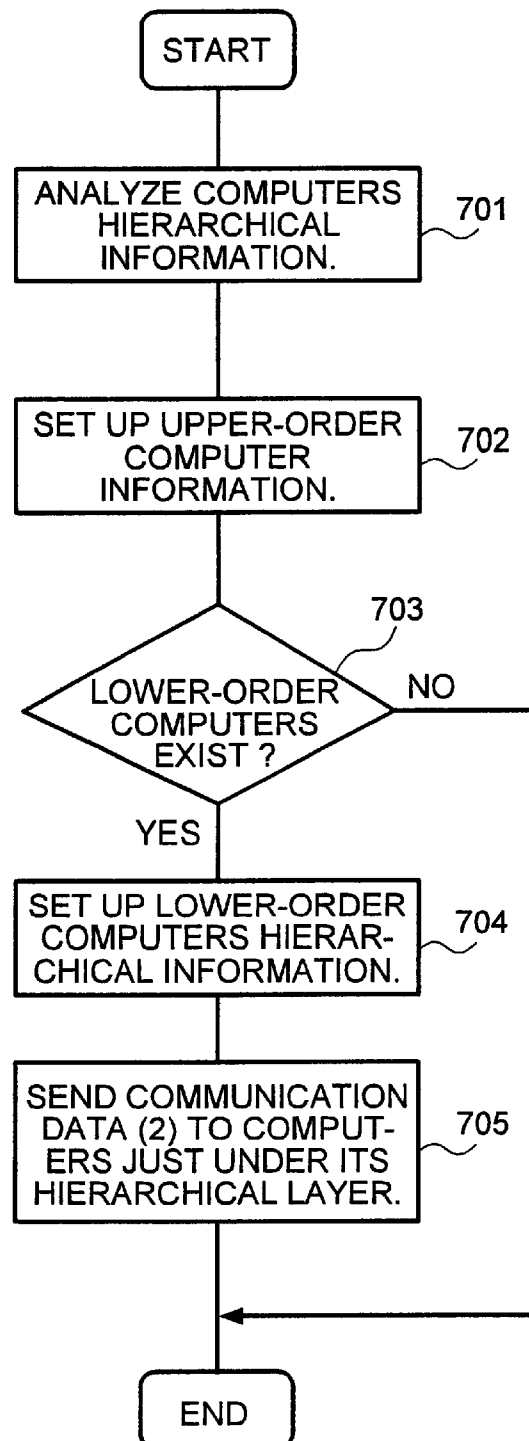 START
ANALYZE COMPUTERS
HIERARCHICAL
INFORMATION.
701
SET UP UPPER-ORDER
COMPUTER
INFORMATION.
702
703
LOWER-ORDER
COMPUTERS
EXIST ?
NO
YES
SET UP LOWER-ORDER
COMPUTERS HIERAR-
CHICAL INFORMATION.
704
SEND COMMUNICATION
DATA (2) TO COMPUT-
ERS JUST UNDER ITS
HIERARCHICAL LAYER.
705
END